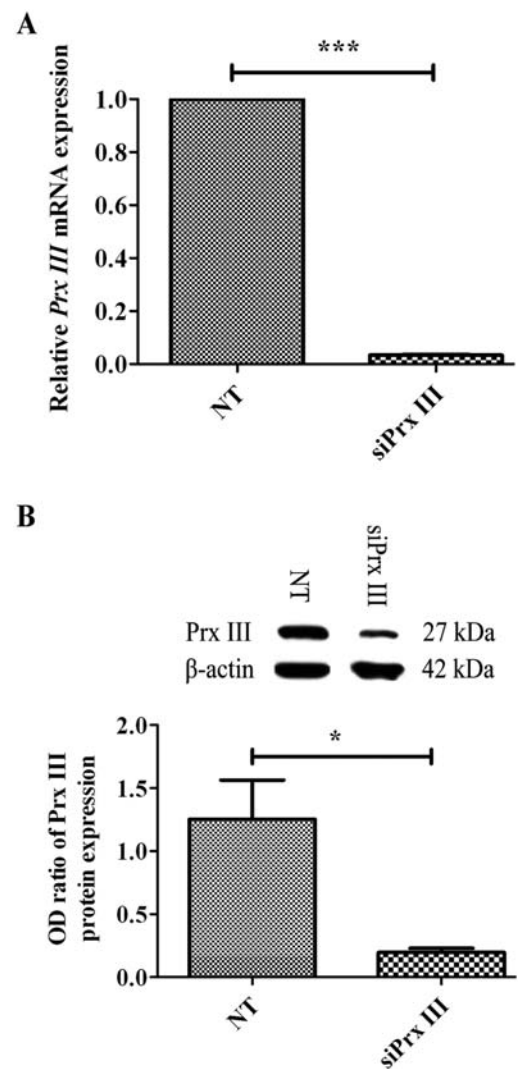 A
***
Relative Prx III mRNA expression
1.0
0.8
0.6
0.4
0.2
0.0
NT
siPrx III
B
NT
siPrx III
Prx III
27 kDa
β-actin
42 kDa
*
OD ratio of Prx III
protein expression
2.0
1.5
1.0
0.5
0.0
NT
siPrx III